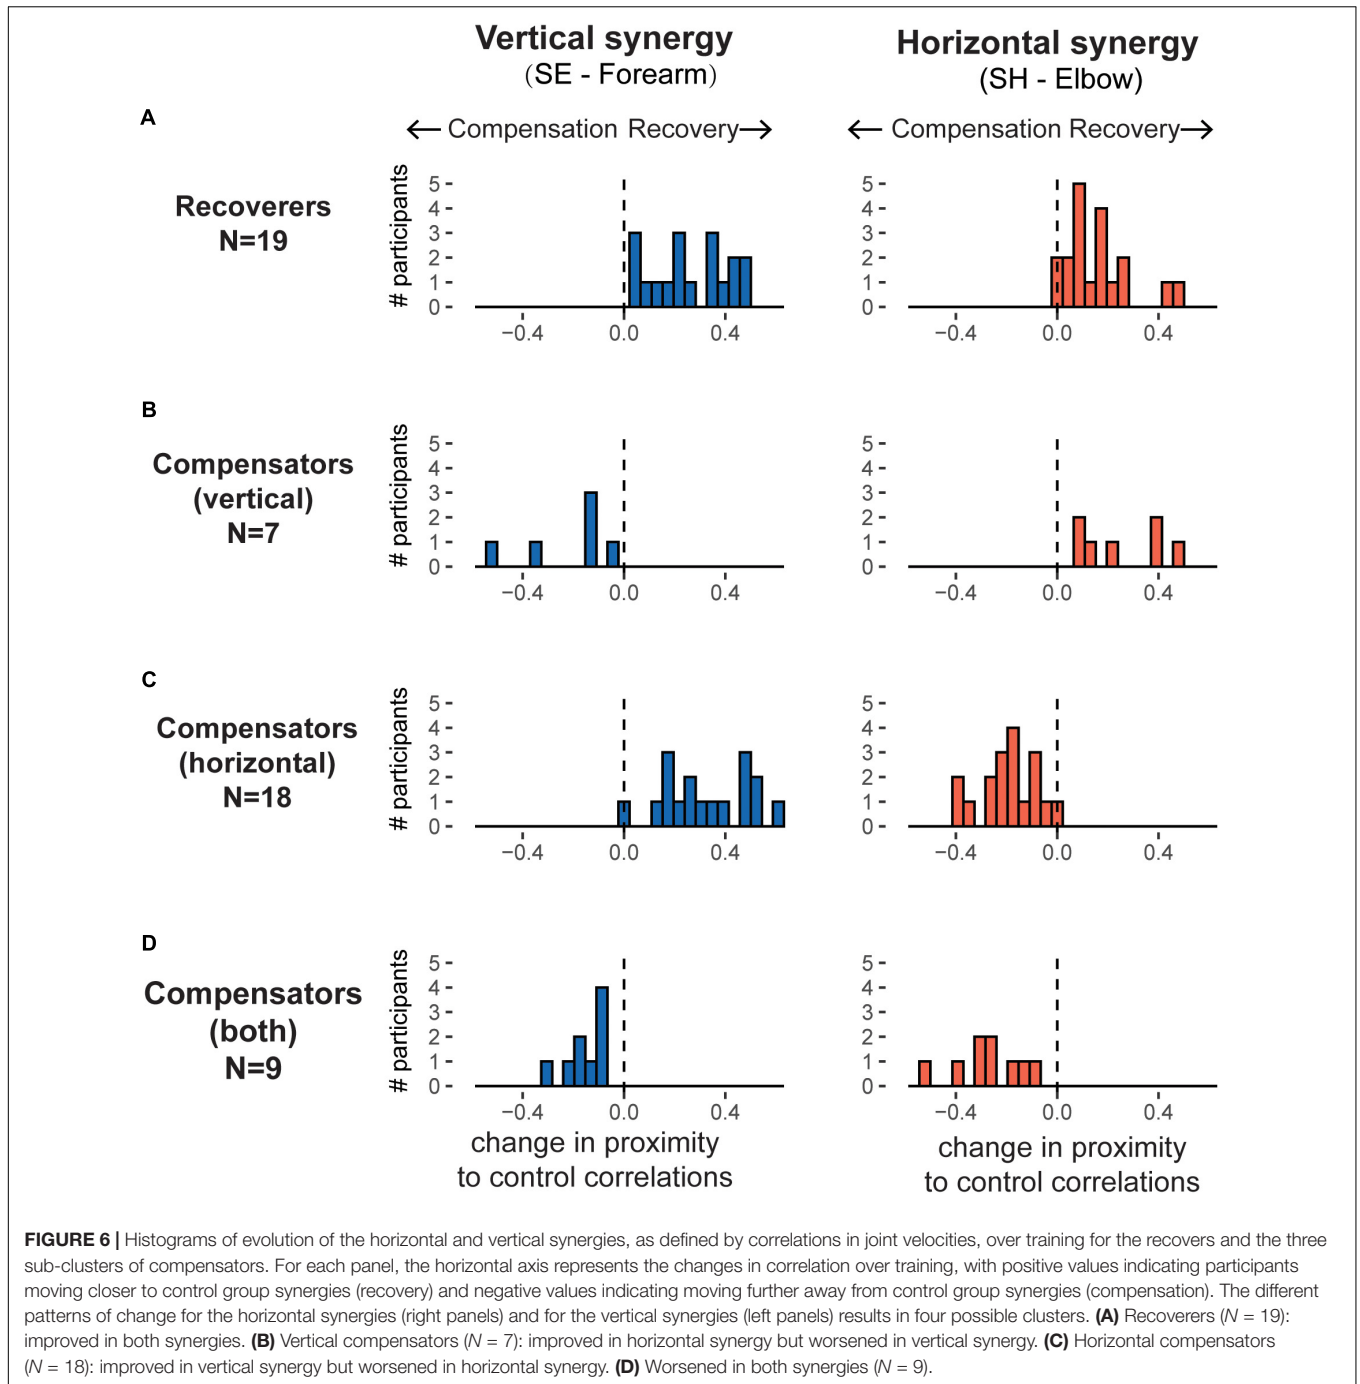 Vertical synergy
(SE - Forearm)
Horizontal synergy
(SH - Elbow)
A
Compensation Recovery
Compensation Recovery
Recoverers
N=19
# participants
5
4
3
2
1
0
−0.4 0.0 0.4
5
4
3
2
1
0
−0.4 0.0 0.4
B
Compensators
(vertical)
N=7
# participants
5
4
3
2
1
0
−0.4 0.0 0.4
5
4
3
2
1
0
−0.4 0.0 0.4
C
Compensators
(horizontal)
N=18
# participants
5
4
3
2
1
0
−0.4 0.0 0.4
5
4
3
2
1
0
−0.4 0.0 0.4
D
Compensators
(both)
N=9
# participants
5
4
3
2
1
0
−0.4 0.0 0.4
5
4
3
2
1
0
−0.4 0.0 0.4
change in proximity
to control correlations
change in proximity
to control correlations
FIGURE 6 | Histograms of evolution of the horizontal and vertical synergies, as defined by correlations in joint velocities, over training for the recovers and the three
sub-clusters of compensators. For each panel, the horizontal axis represents the changes in correlation over training, with positive values indicating participants
moving closer to control group synergies (recovery) and negative values indicating moving further away from control group synergies (compensation). The different
patterns of change for the horizontal synergies (right panels) and for the vertical synergies (left panels) results in four possible clusters. (A) Recoverers (N = 19):
improved in both synergies. (B) Vertical compensators (N = 7): improved in horizontal synergy but worsened in vertical synergy. (C) Horizontal compensators
(N = 18): improved in vertical synergy but worsened in horizontal synergy. (D) Worsened in both synergies (N = 9).